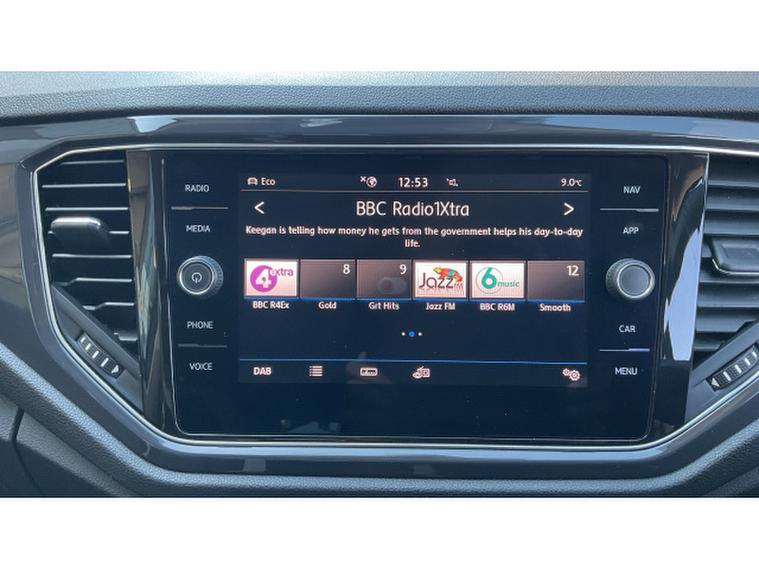 RADIO
MEDIA
PHONE
VOICE
Eco 12:53 9.0°C
< BBC Radio1Xtra >
Keegan is telling how money he gets from the government helps his day-to-day
life.
4 extra 8 9 Jazz FM 6 music 12
BBC R4Ex Gold Grt Hits Jazz FM BBC R6M Smooth
DAB
NAV
APP
CAR
MENU